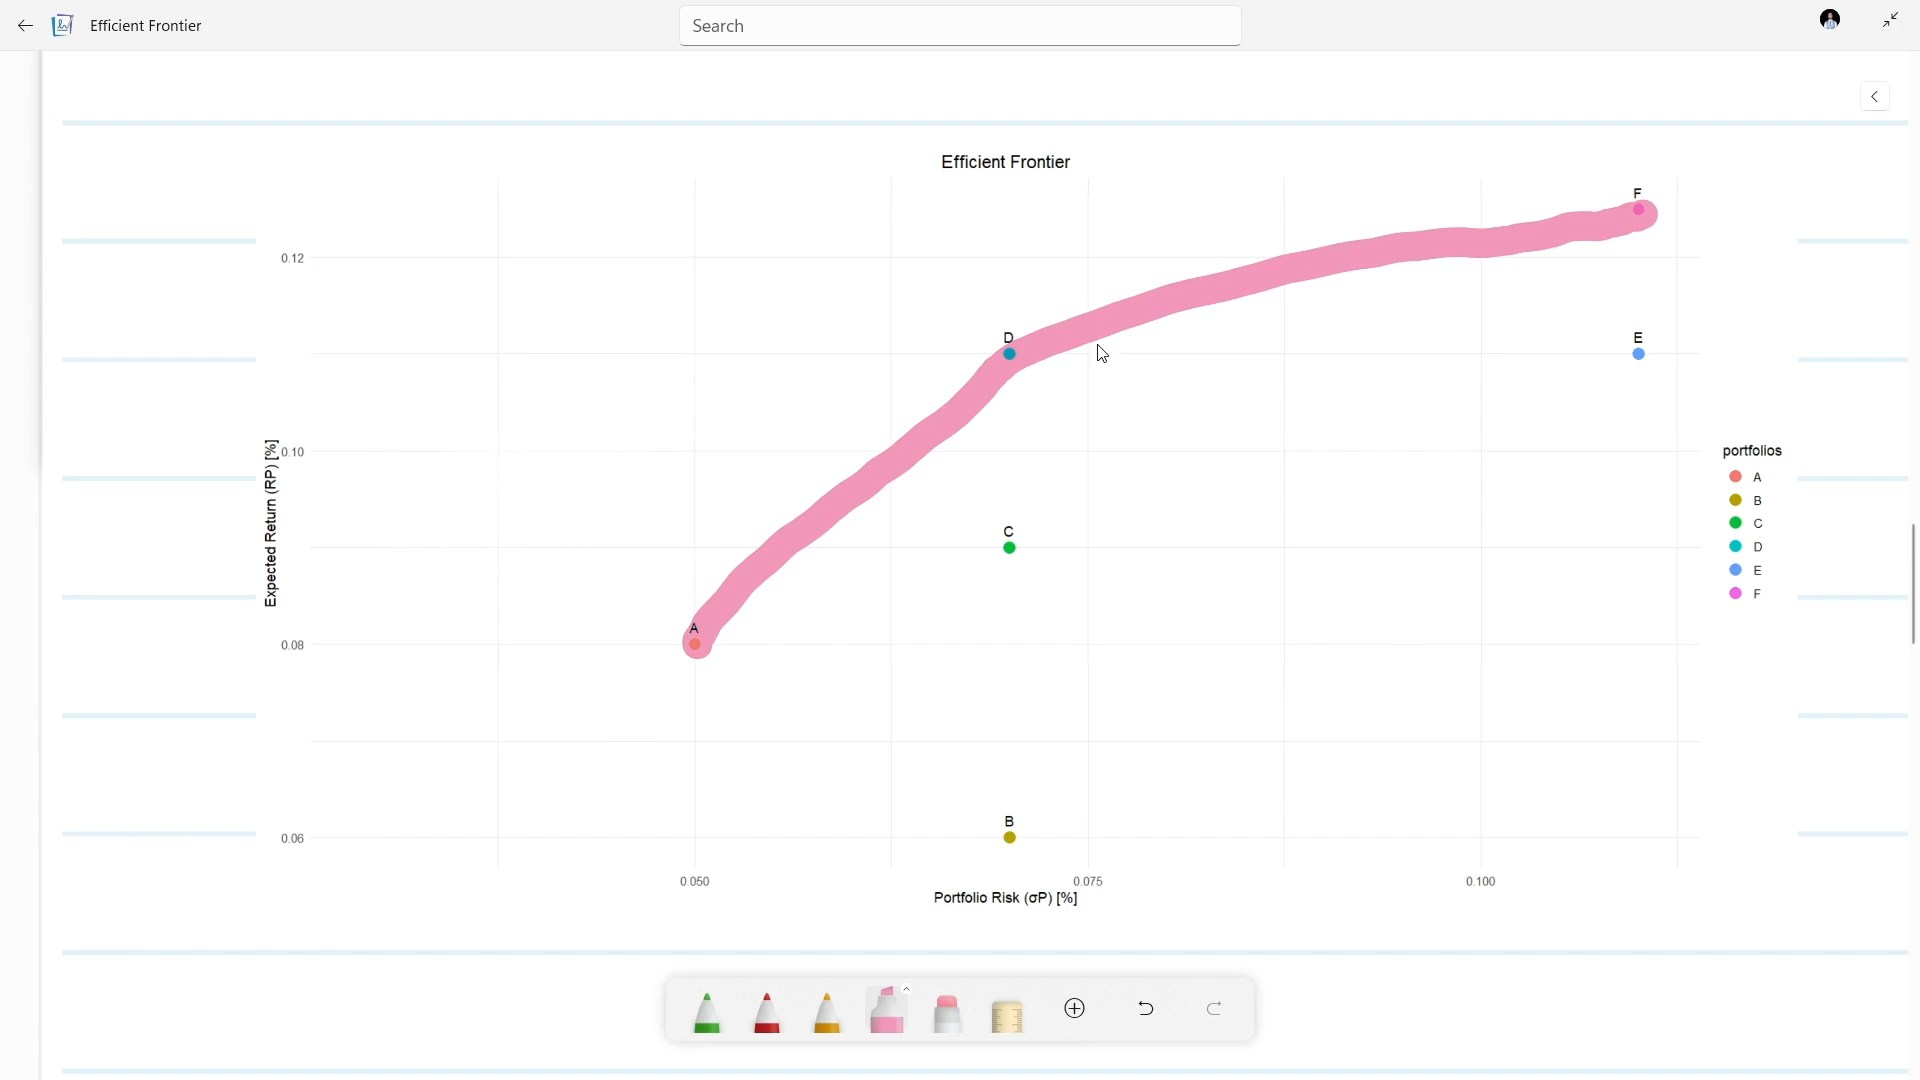 Efficient Frontier
Search
Efficient Frontier
F
0.12
D
E
0.10
portfolios
A
B
C
D
E
F
Expected Return (RP) [%]
C
A
0.08
B
0.06
0.050
0.075
0.100
Portfolio Risk (σP) [%]